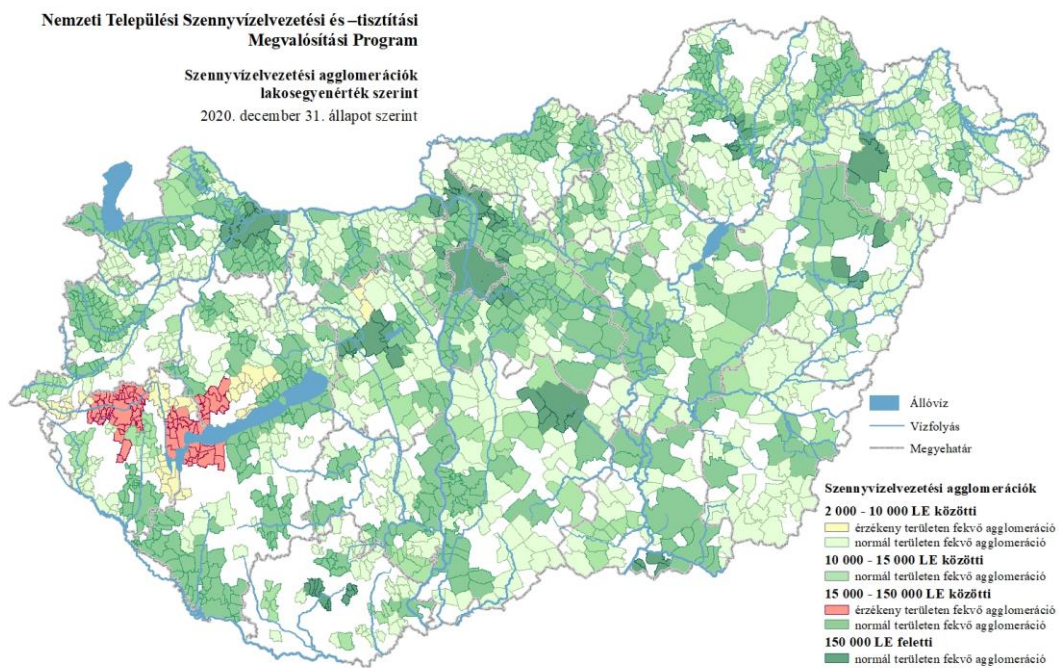 Nemzeti Települési Szennyvízelvezetési és –tisztítási
Megvalósítási Program
Szennyvízelvezetési agglomerációk
lakosegyenérték szerint
2020. december 31. állapot szerint
Állóvíz
Vízfolyás
Megyehatár
Szennyvízelvezetési agglomerációk
2 000 - 10 000 LE közötti
érzékeny területen fekvő agglomeráció
normál területen fekvő agglomeráció
10 000 - 15 000 LE közötti
normál területen fekvő agglomeráció
15 000 - 150 000 LE közötti
érzékeny területen fekvő agglomeráció
normál területen fekvő agglomeráció
150 000 LE feletti
normál területen fekvő agglomeráció